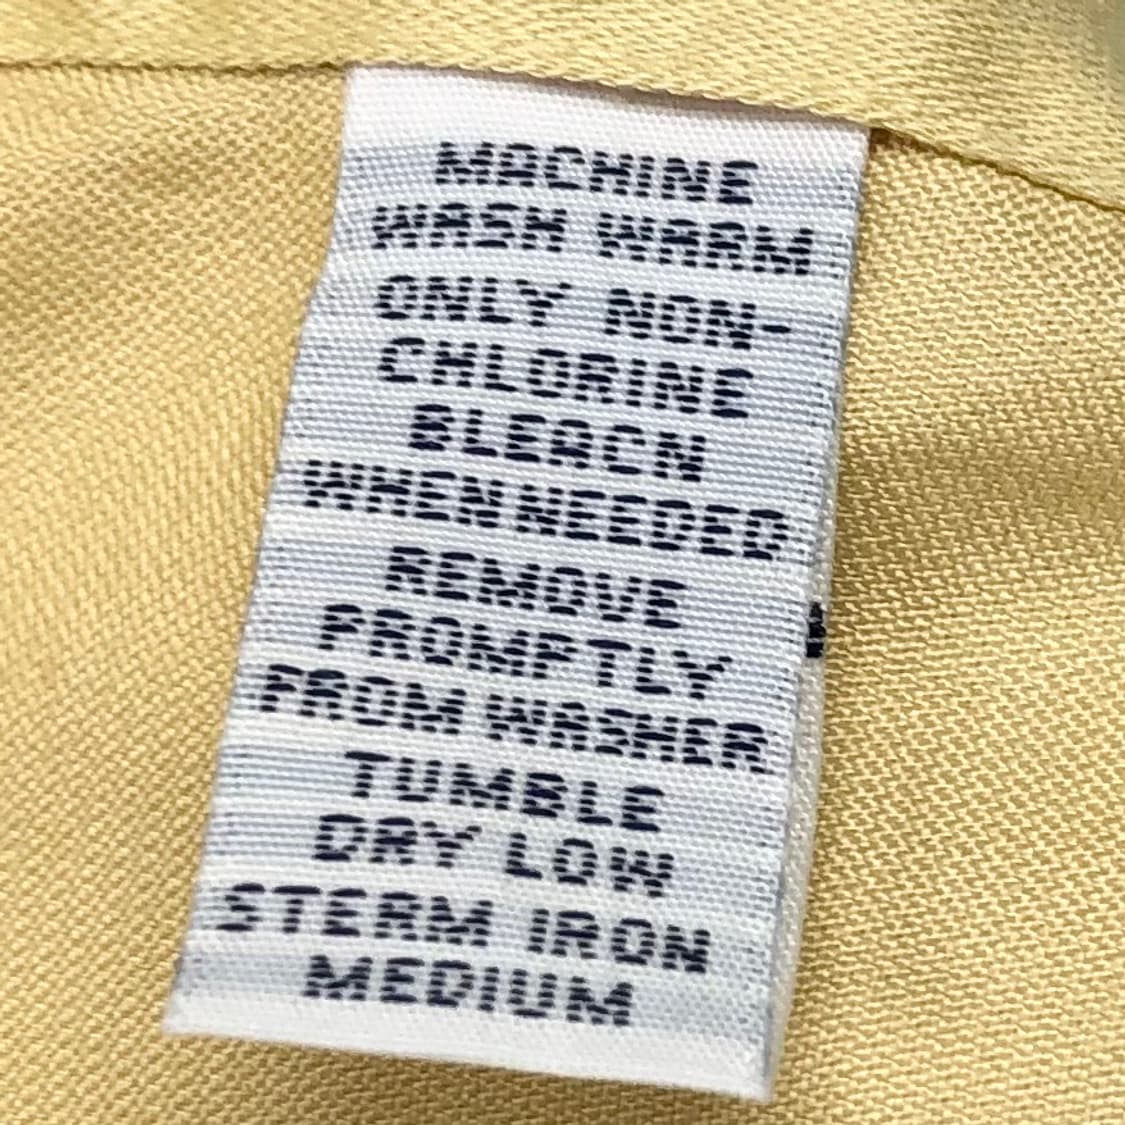 MACHINE
WASH WARM
ONLY NON-
CHLORINE
BLEACN
WHEN NEEDED
REMOVE
PROMPTLY
FROM WASHER
TUMBLE
DRY LOW
STERM IRON
MEDIUM